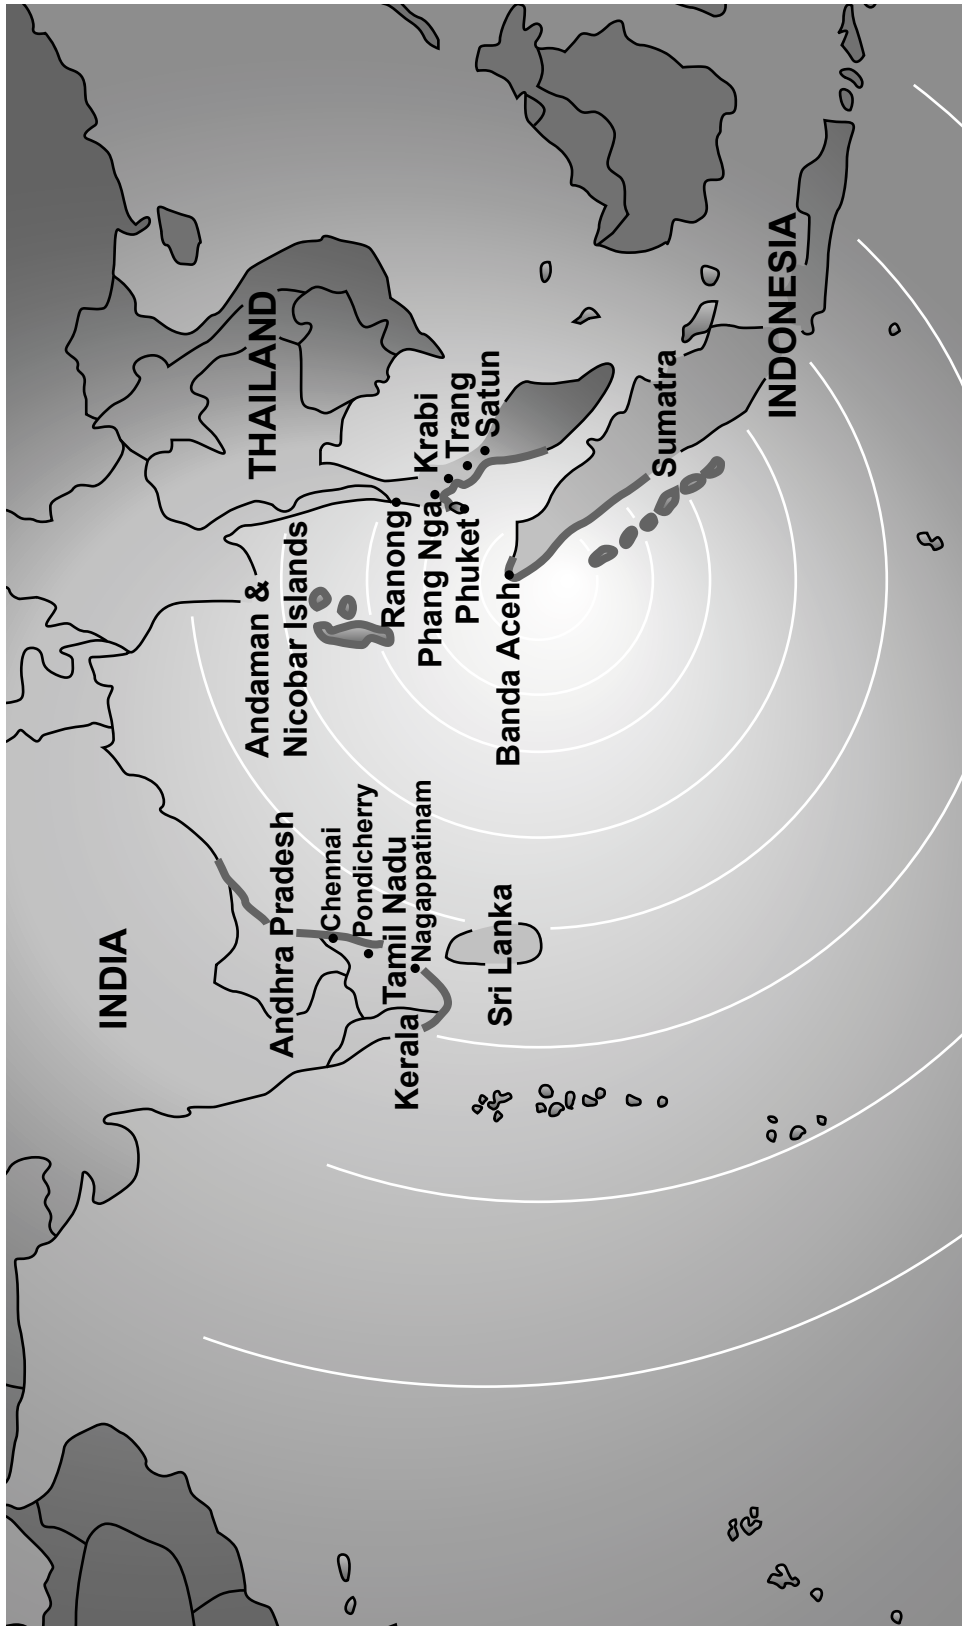 INDIA
THAILAND
Andaman &
Nicobar Islands
Andhra Pradesh
Chennai
Pondicherry
Tamil Nadu
Nagappatinam
Kerala
Sri Lanka
Ranong
Phang Nga
Phuket
Krabi
Trang
Satun
Banda Aceh
Sumatra
INDONESIA